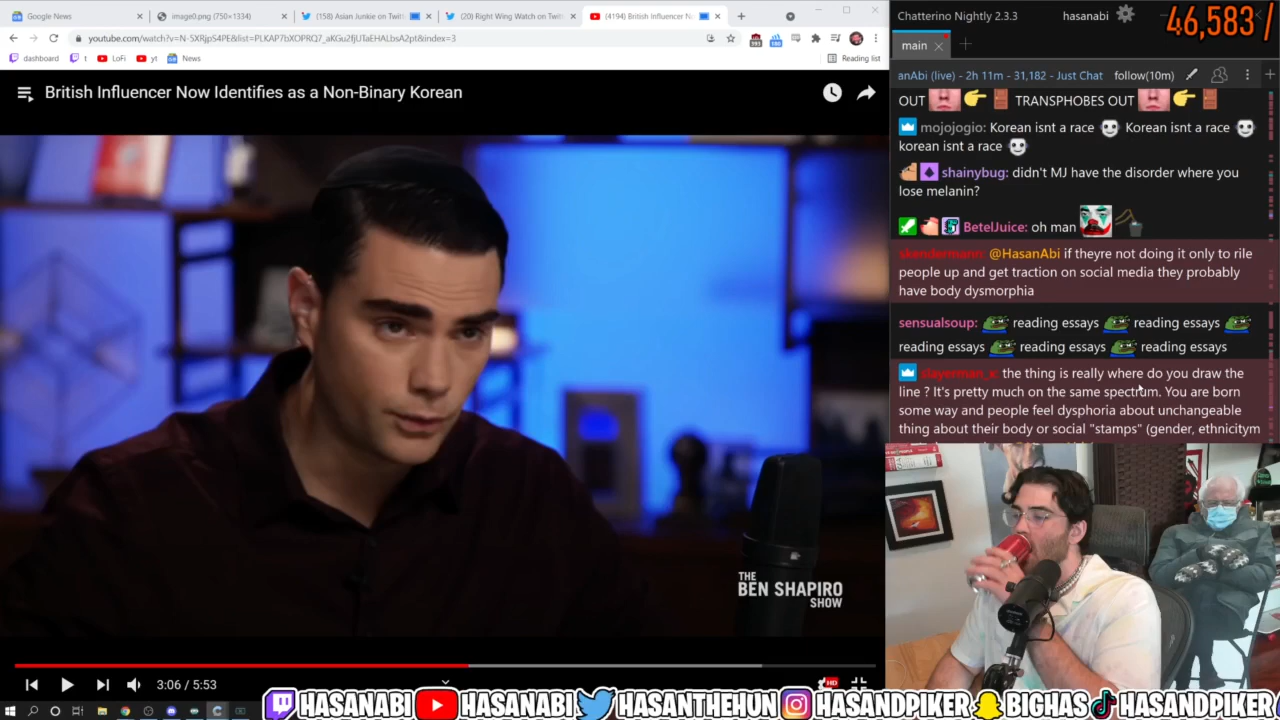 Google News
image0.png (750×1334)
(158) Asian Junkie on Twitt
(20) Right Wing Watch on Twitt
(4194) British Influencer N
youtube.com/watch?v=N-5XRjpS4PE&list=PLKAP7bXOPRQ7_aKGu2fjUTaEHALbsA2pt&index=3
dashboard
t
LoFi
yt
News
Reading list
British Influencer Now Identifies as a Non-Binary Korean
THE
BEN SHAPIRO
SHOW
3:06 / 5:53
HD
Chatterino Nightly 2.3.3
hasanabi
46,583 /
main
anAbi (live) - 2h 11m - 31,182 - Just Chat
follow(10m)
OUT TRANSPHOBES OUT
mojojogio: Korean isnt a race Korean isnt a race
korean isnt a race
shainybug: didn't MJ have the disorder where you
lose melanin?
BetelJuice: oh man
skendermann: @HasanAbi if theyre not doing it only to rile
people up and get traction on social media they probably
have body dysmorphia
sensualsoup: reading essays reading essays
reading essays reading essays reading essays
the thing is really where do you draw the
line ? It's pretty much on the same spectrum. You are born
some way and people feel dysphoria about unchangeable
thing about their body or social "stamps" (gender, ethnicitym
HASANABI
HASANABI
HASANTHEHUN
HASANDPIKER
BIGHAS
HASANDPIKER